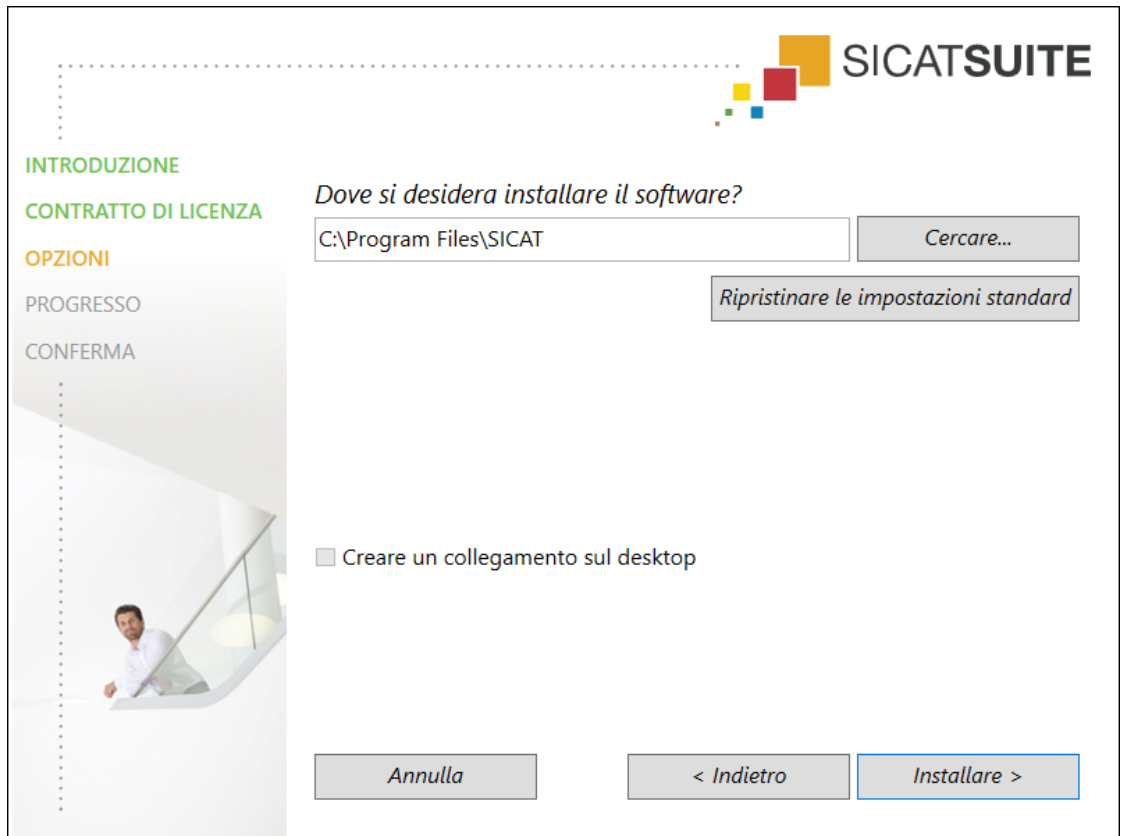 SICATSUITE
INTRODUZIONE
CONTRATTO DI LICENZA
OPZIONI
PROGRESSO
CONFERMA
Dove si desidera installare il software?
C:\Program Files\SICAT
Cercare...
Ripristinare le impostazioni standard
Creare un collegamento sul desktop
Annulla
< Indietro
Installare >